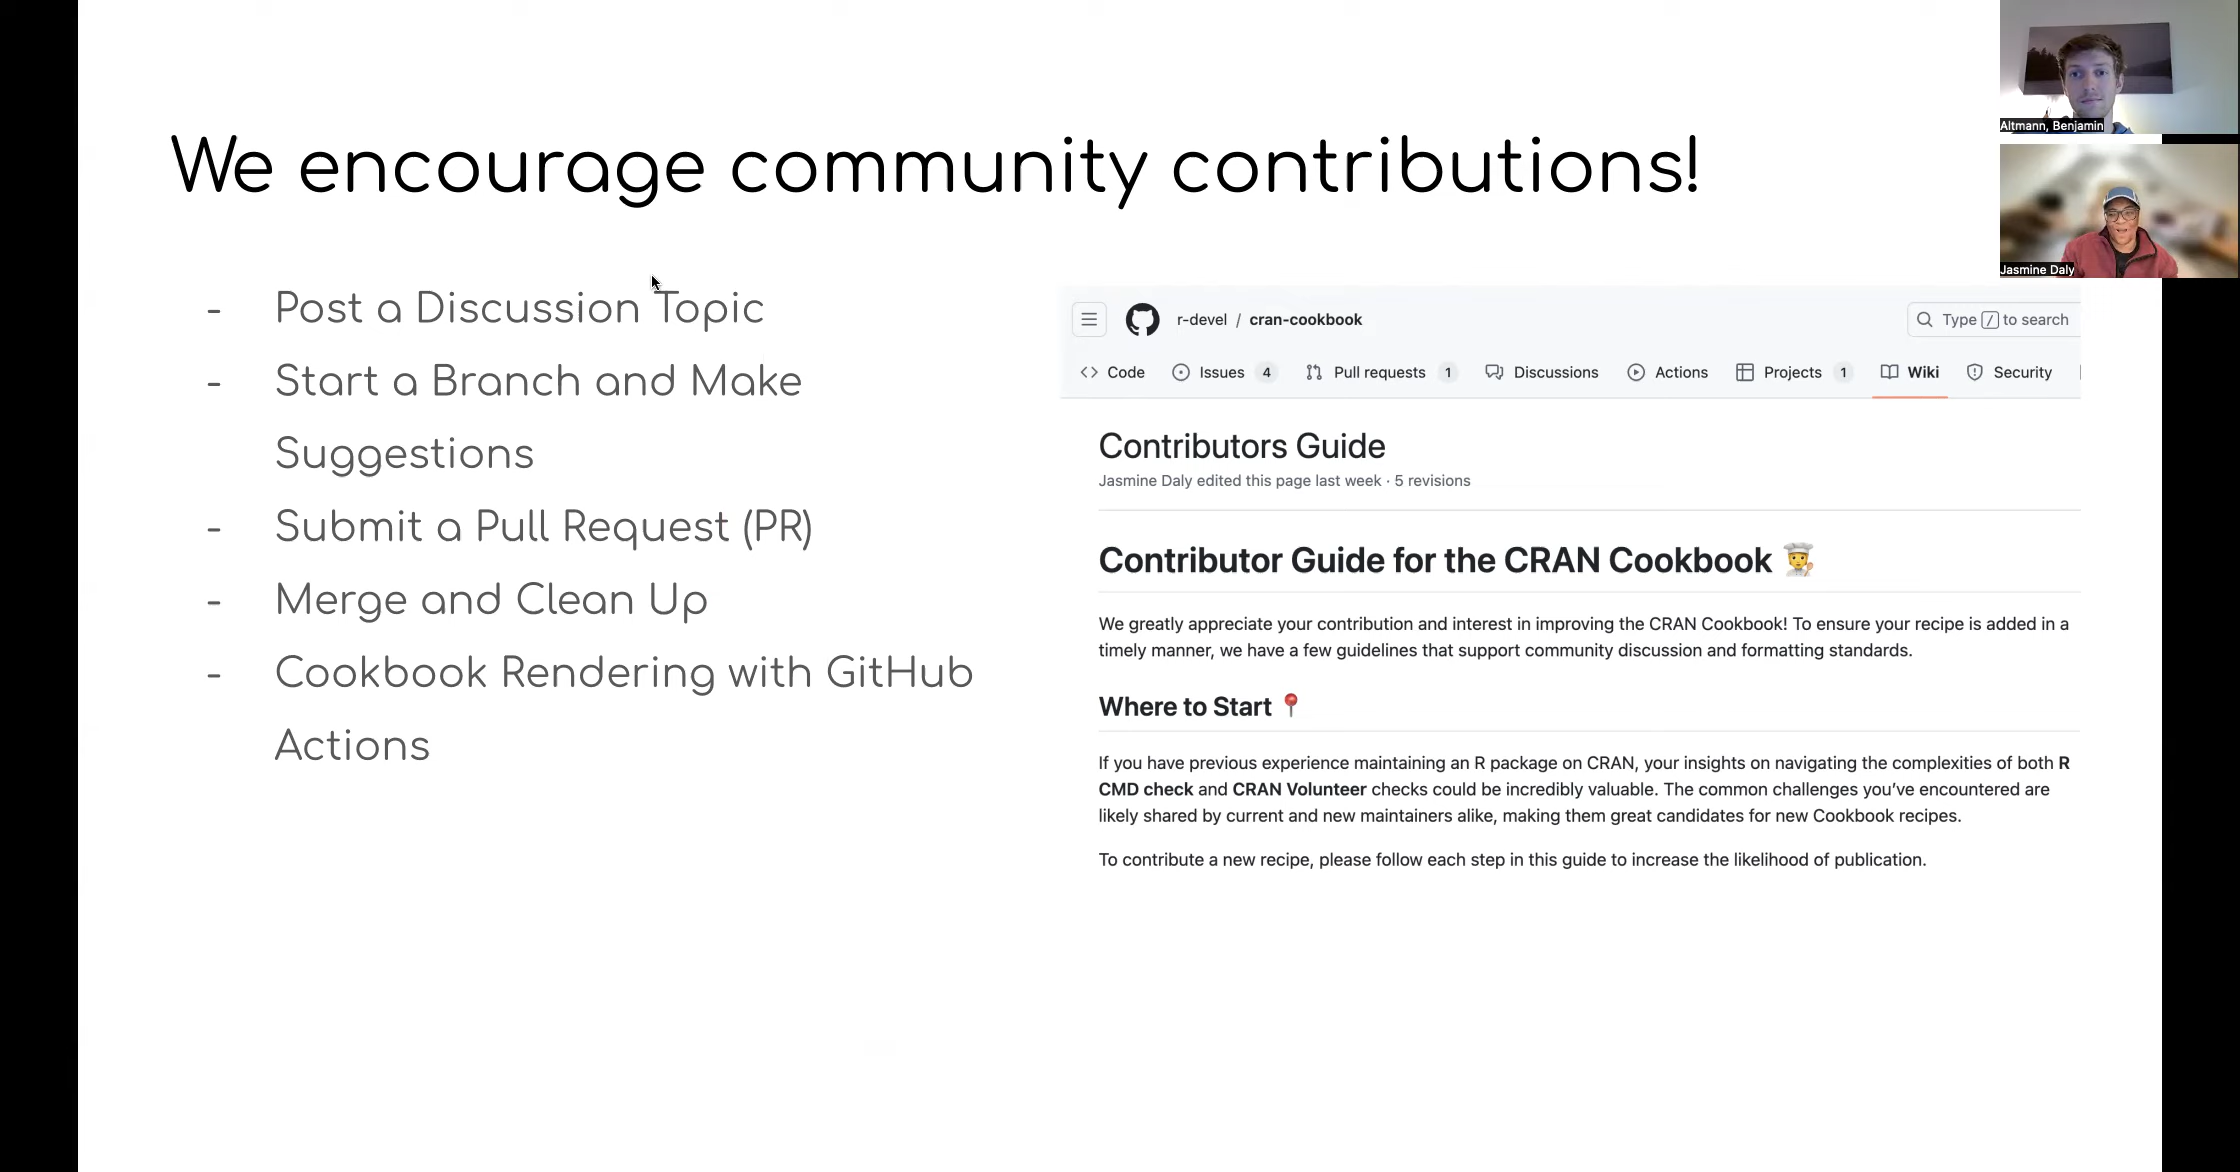 We encourage community contributions!
- Post a Discussion Topic
- Start a Branch and Make
Suggestions
- Submit a Pull Request (PR)
- Merge and Clean Up
- Cookbook Rendering with GitHub
Actions
r-devel / cran-cookbook
Type / to search
Code Issues 4 Pull requests 1 Discussions Actions Projects 1 Wiki Security
Contributors Guide
Jasmine Daly edited this page last week · 5 revisions
Contributor Guide for the CRAN Cookbook 🧑‍🍳
We greatly appreciate your contribution and interest in improving the CRAN Cookbook! To ensure your recipe is added in a
timely manner, we have a few guidelines that support community discussion and formatting standards.
Where to Start 📍
If you have previous experience maintaining an R package on CRAN, your insights on navigating the complexities of both R
CMD check and CRAN Volunteer checks could be incredibly valuable. The common challenges you’ve encountered are
likely shared by current and new maintainers alike, making them great candidates for new Cookbook recipes.
To contribute a new recipe, please follow each step in this guide to increase the likelihood of publication.
Altmann, Benjamin
Jasmine Daly